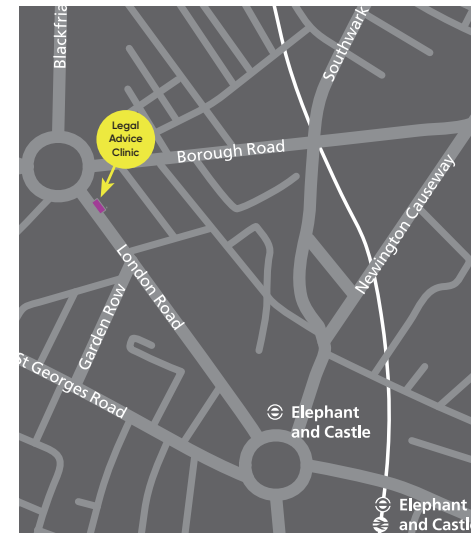 Blackfria
Southwark
Legal
Advice
Clinic
Borough Road
Newington Causeway
London Road
Garden Row
St Georges Road
Elephant
and Castle
Elephant
and Castle